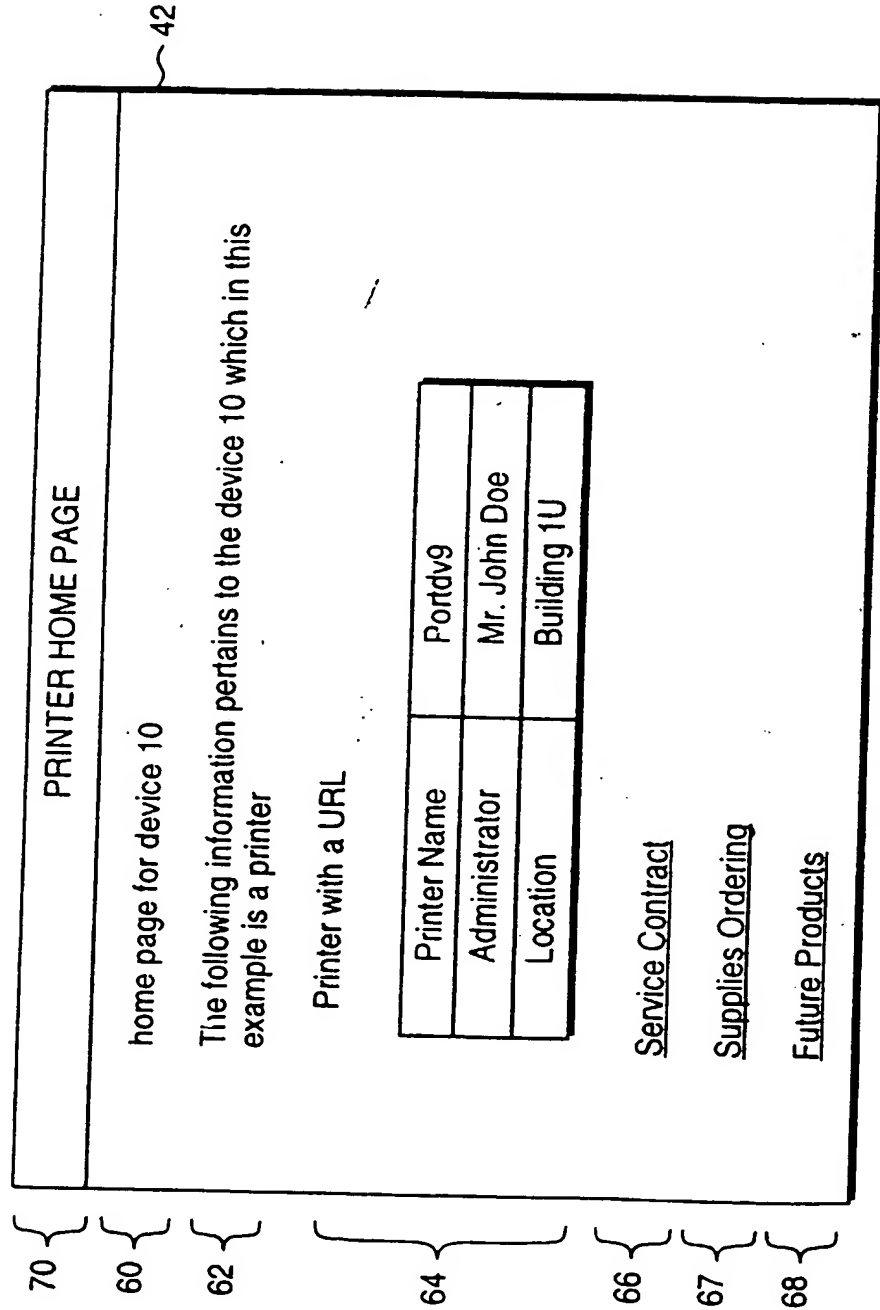 PRINTER HOME PAGE
42
70
home page for device 10
60
The following information pertains to the device 10 which in this
example is a printer
62
Printer with a URL
Printer Name Portdv9
Administrator Mr. John Doe
Location Building 1U
64
Service Contract
66
Supplies Ordering
67
Future Products
68